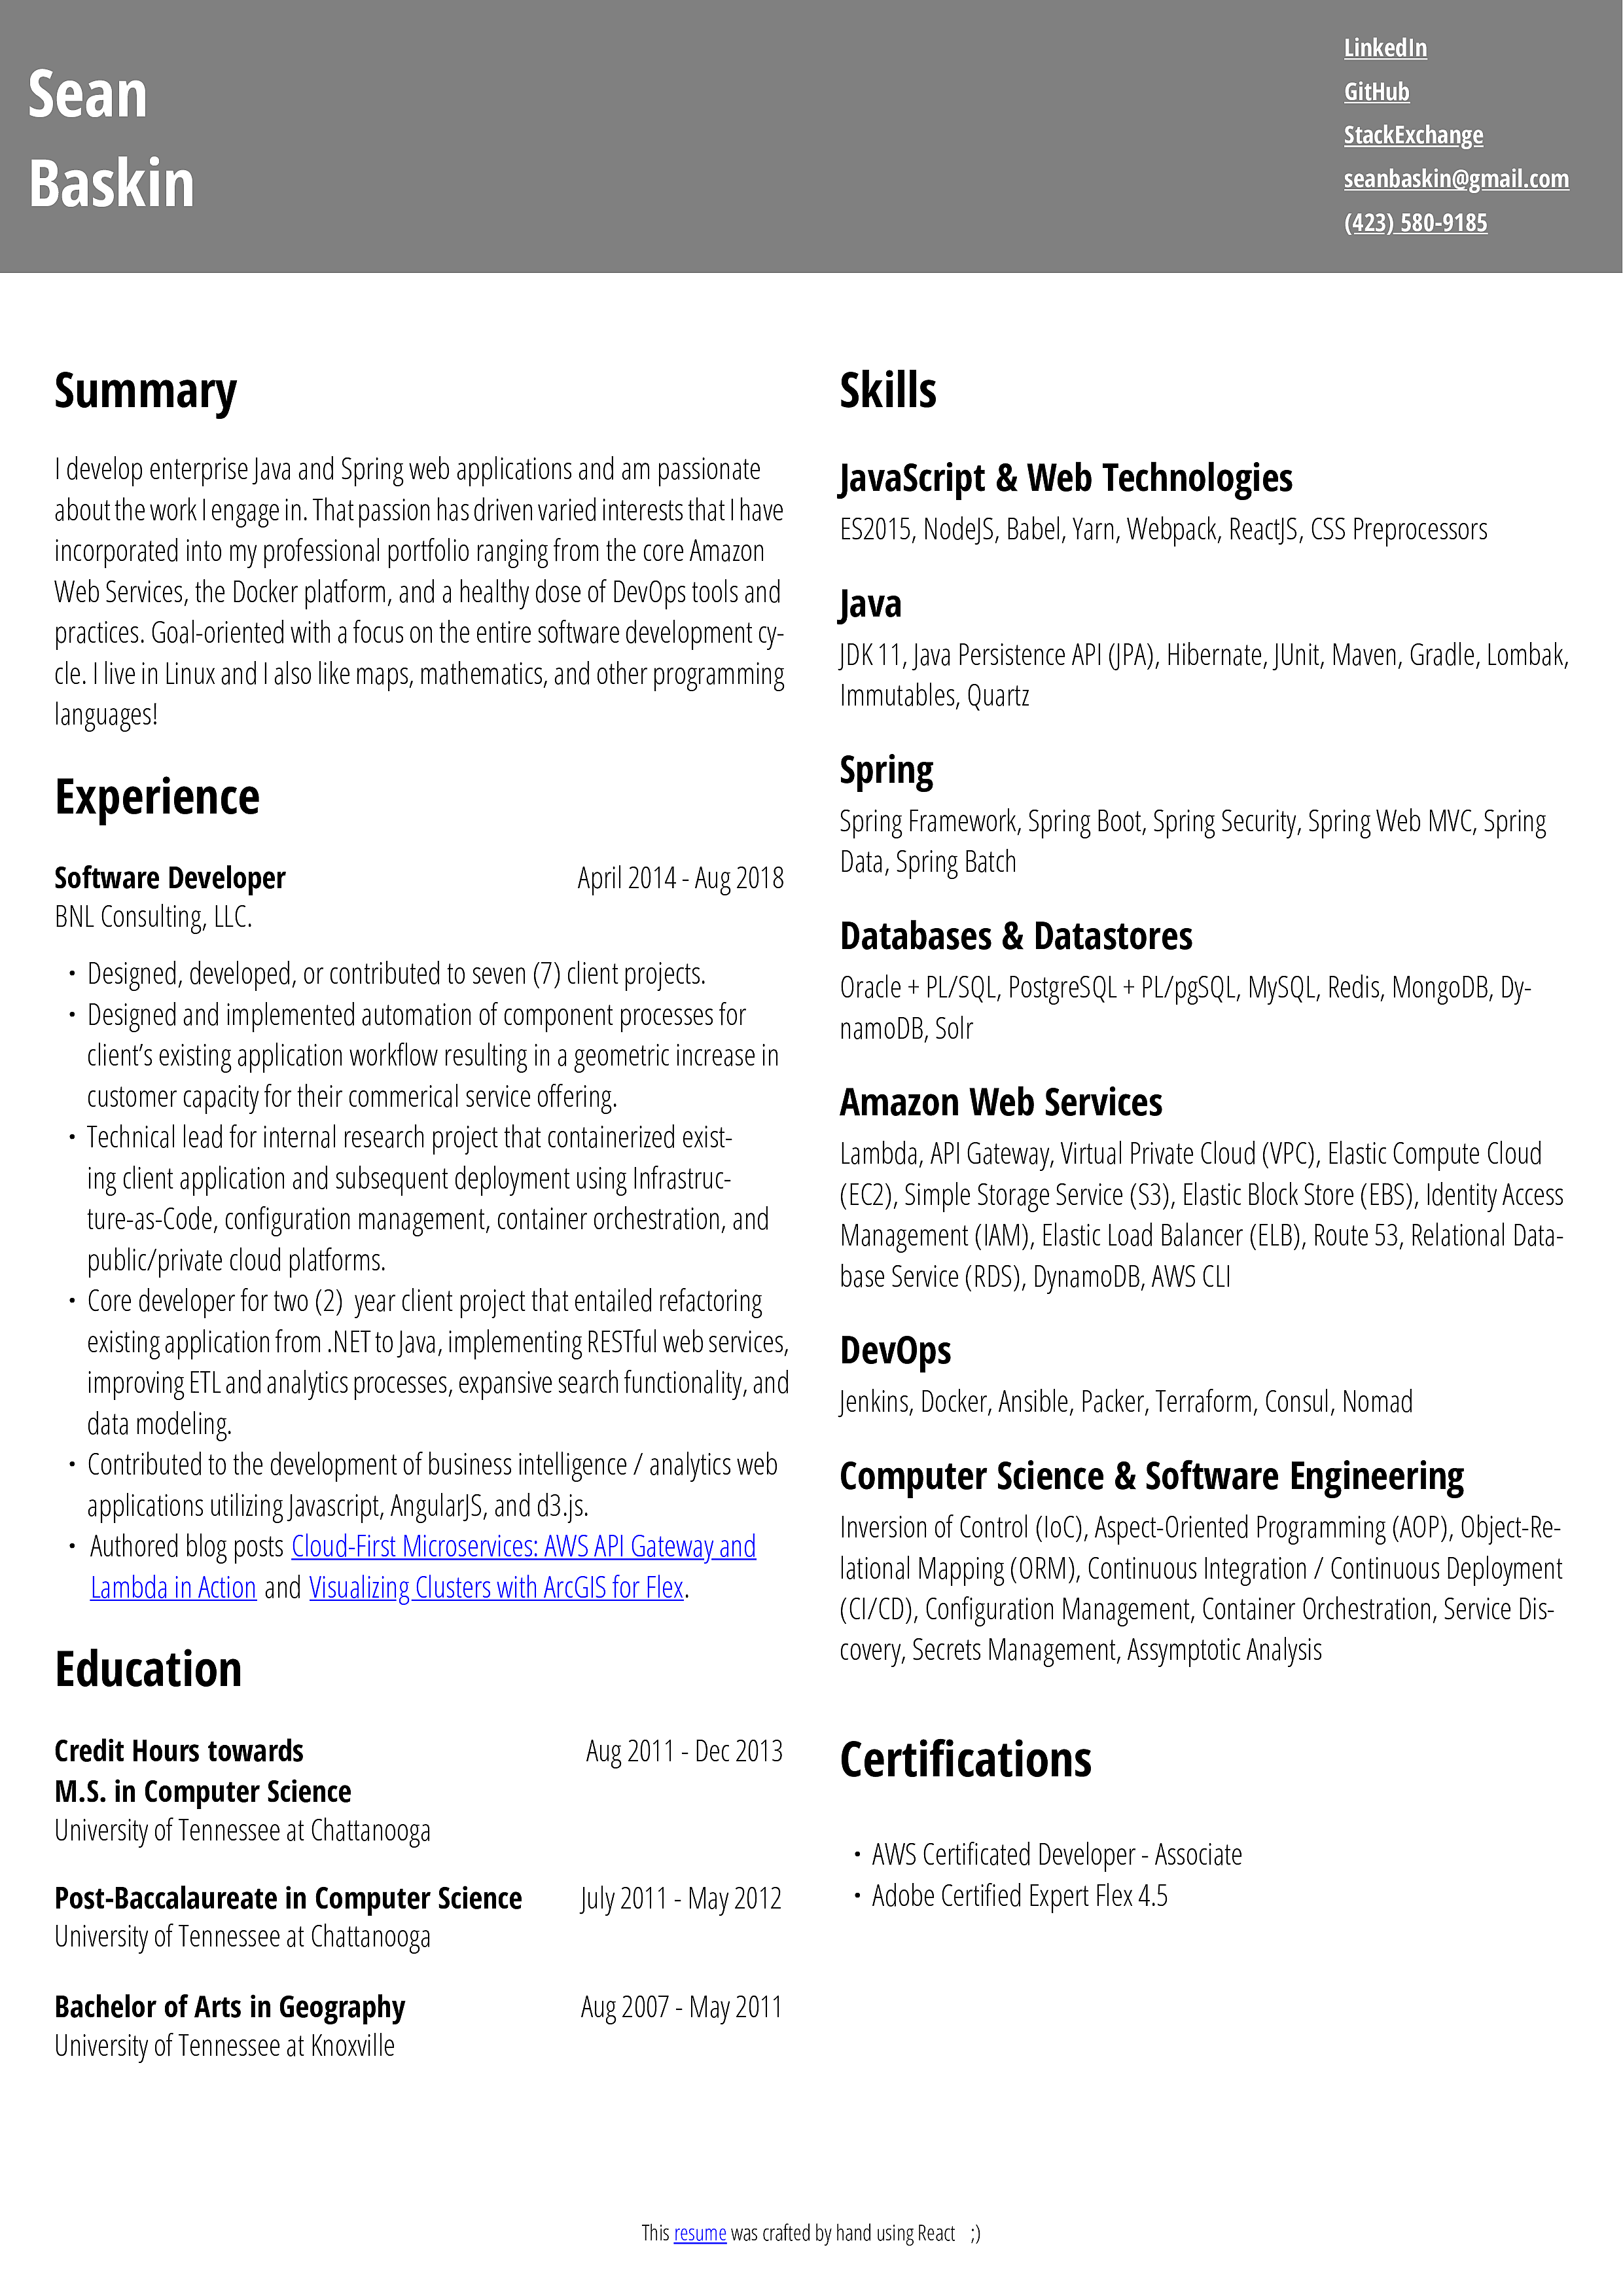 Sean
Baskin
LinkedIn
GitHub
StackExchange
seanbaskin@gmail.com
(423) 580-9185
Summary
I develop enterprise Java and Spring web applications and am passionate
about the work I engage in. That passion has driven varied interests that I have
incorporated into my professional portfolio ranging from the core Amazon
Web Services, the Docker platform, and a healthy dose of DevOps tools and
practices. Goal-oriented with a focus on the entire software development cy-
cle. I live in Linux and I also like maps, mathematics, and other programming
languages!
Experience
Software Developer April 2014 - Aug 2018
BNL Consulting, LLC.
• Designed, developed, or contributed to seven (7) client projects.
• Designed and implemented automation of component processes for
client’s existing application workflow resulting in a geometric increase in
customer capacity for their commerical service offering.
• Technical lead for internal research project that containerized exist-
ing client application and subsequent deployment using Infrastruc-
ture-as-Code, configuration management, container orchestration, and
public/private cloud platforms.
• Core developer for two (2) year client project that entailed refactoring
existing application from .NET to Java, implementing RESTful web services,
improving ETL and analytics processes, expansive search functionality, and
data modeling.
• Contributed to the development of business intelligence / analytics web
applications utilizing Javascript, AngularJS, and d3.js.
• Authored blog posts Cloud-First Microservices: AWS API Gateway and
Lambda in Action and Visualizing Clusters with ArcGIS for Flex.
Education
Credit Hours towards Aug 2011 - Dec 2013
M.S. in Computer Science
University of Tennessee at Chattanooga
Post-Baccalaureate in Computer Science July 2011 - May 2012
University of Tennessee at Chattanooga
Bachelor of Arts in Geography Aug 2007 - May 2011
University of Tennessee at Knoxville
Skills
JavaScript & Web Technologies
ES2015, NodeJS, Babel, Yarn, Webpack, ReactJS, CSS Preprocessors
Java
JDK 11, Java Persistence API (JPA), Hibernate, JUnit, Maven, Gradle, Lombak,
Immutables, Quartz
Spring
Spring Framework, Spring Boot, Spring Security, Spring Web MVC, Spring
Data, Spring Batch
Databases & Datastores
Oracle + PL/SQL, PostgreSQL + PL/pgSQL, MySQL, Redis, MongoDB, Dy-
namoDB, Solr
Amazon Web Services
Lambda, API Gateway, Virtual Private Cloud (VPC), Elastic Compute Cloud
(EC2), Simple Storage Service (S3), Elastic Block Store (EBS), Identity Access
Management (IAM), Elastic Load Balancer (ELB), Route 53, Relational Data-
base Service (RDS), DynamoDB, AWS CLI
DevOps
Jenkins, Docker, Ansible, Packer, Terraform, Consul, Nomad
Computer Science & Software Engineering
Inversion of Control (IoC), Aspect-Oriented Programming (AOP), Object-Re-
lational Mapping (ORM), Continuous Integration / Continuous Deployment
(CI/CD), Configuration Management, Container Orchestration, Service Dis-
covery, Secrets Management, Assymptotic Analysis
Certifications
• AWS Certificated Developer - Associate
• Adobe Certified Expert Flex 4.5
This resume was crafted by hand using React ;)